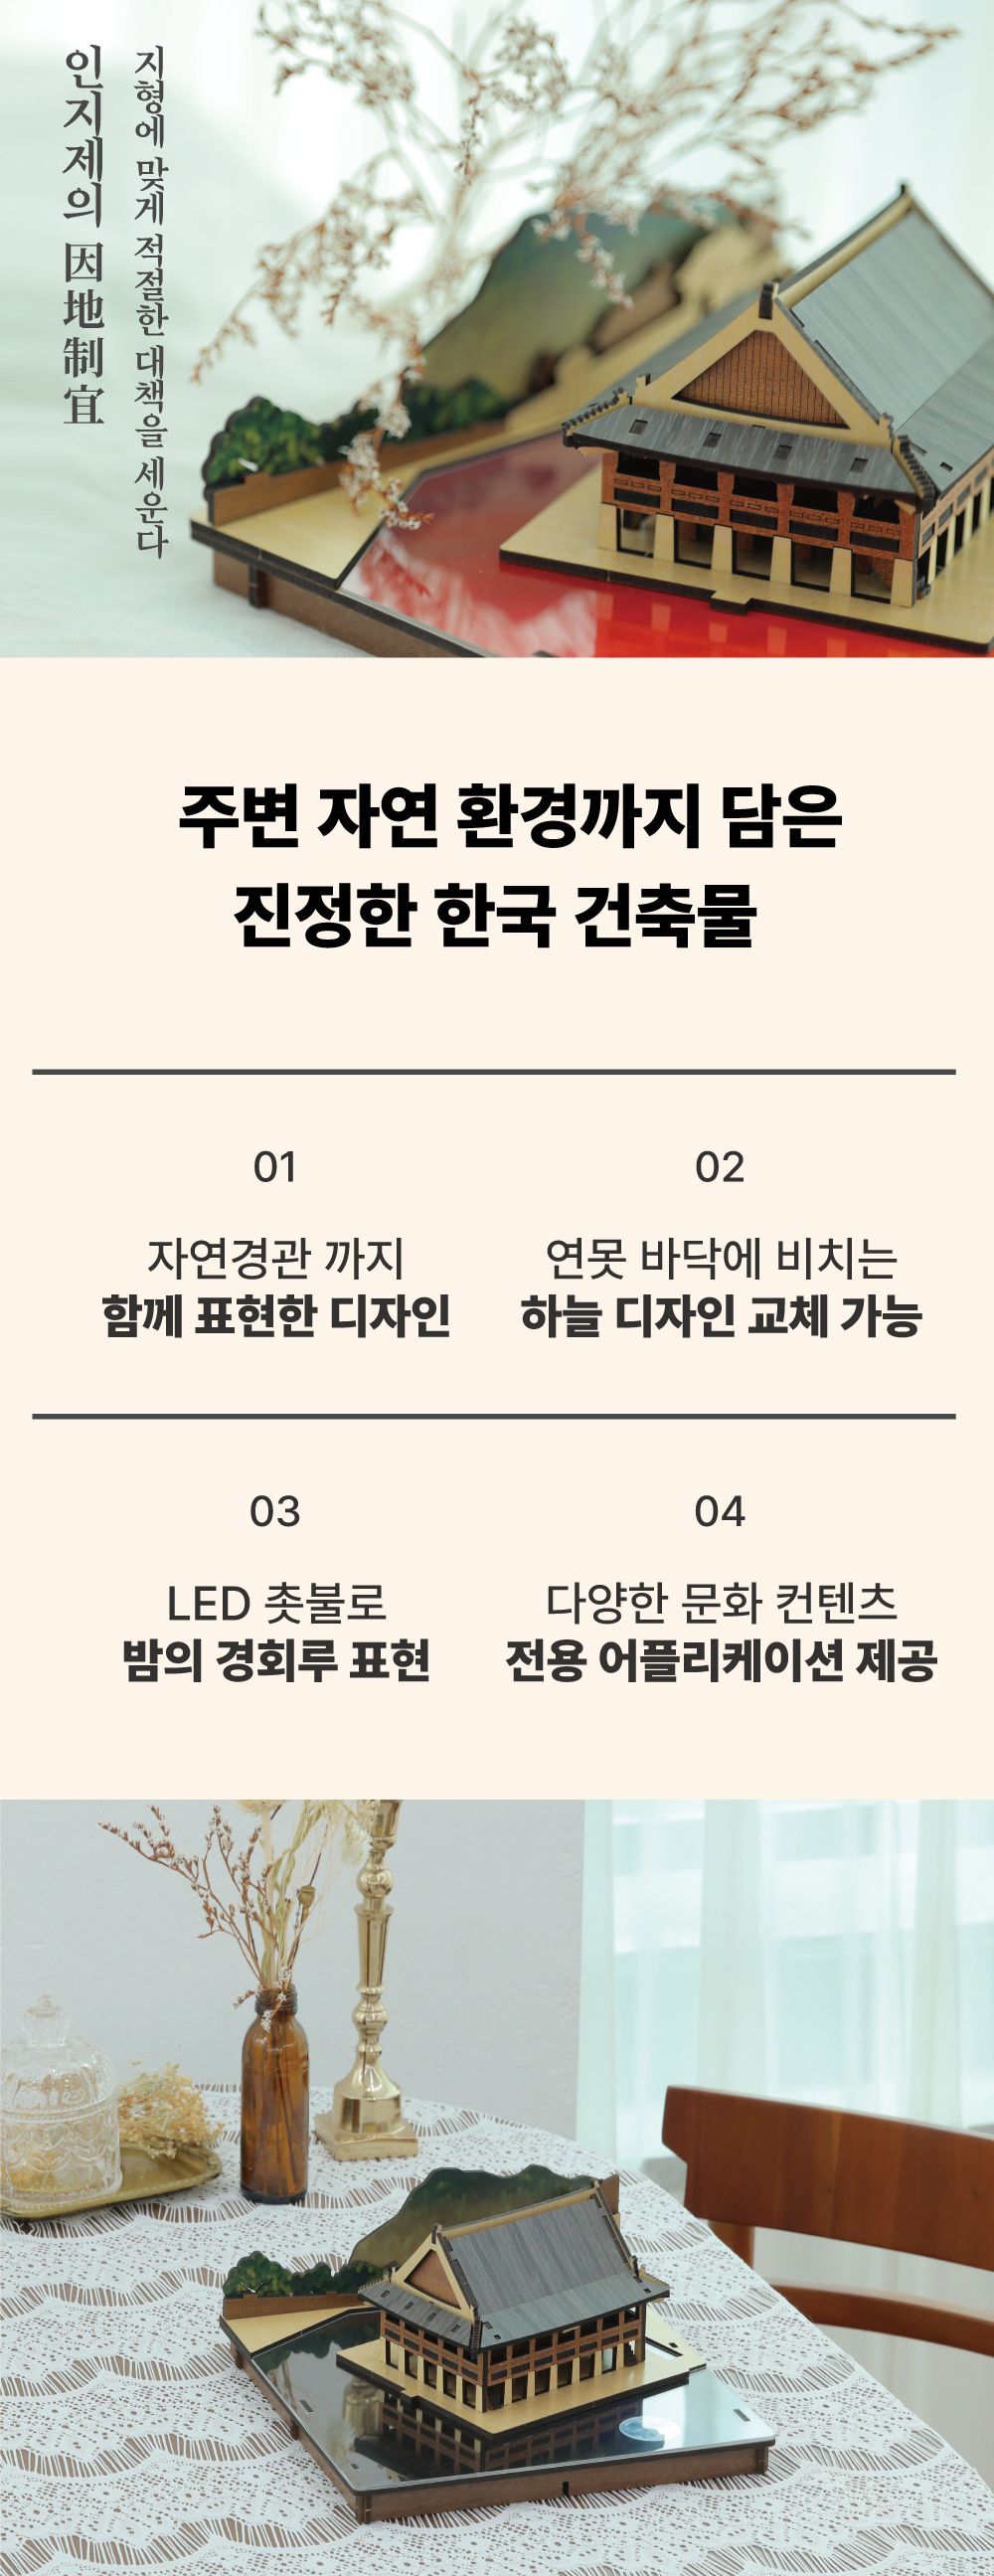 인지제의 因地制宜
지형에 맞게 적절한 대책을 세운다
주변 자연 환경까지 담은
진정한 한국 건축물
01
자연경관 까지
함께 표현한 디자인
02
연못 바닥에 비치는
하늘 디자인 교체 가능
03
LED 촛불로
밤의 경회루 표현
04
다양한 문화 컨텐츠
전용 어플리케이션 제공